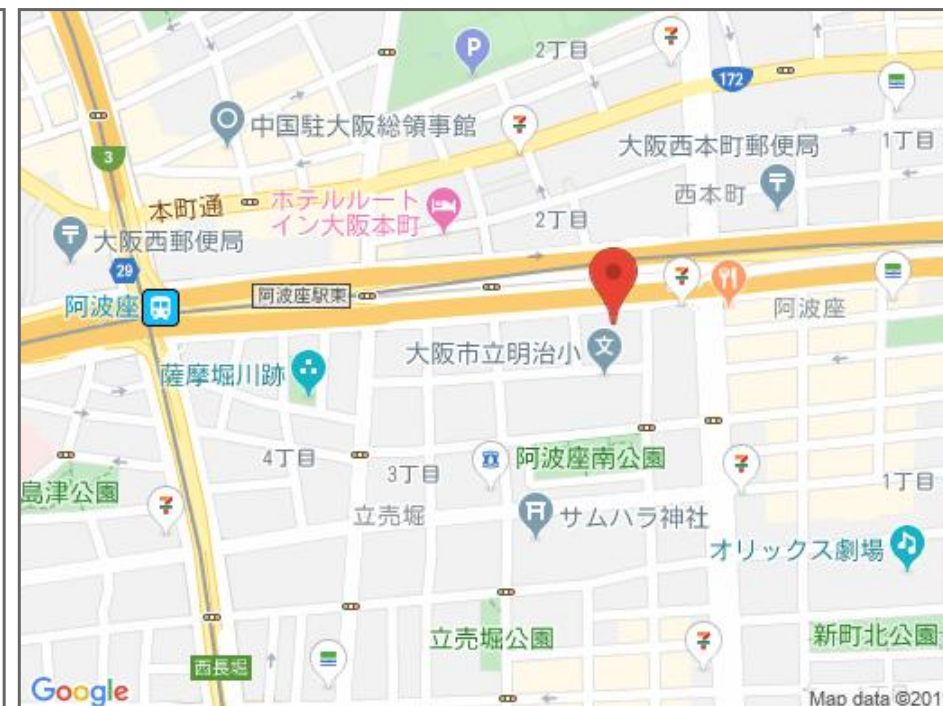 P
2丁目
172
中国駐大阪総領事館
大阪西本町郵便局
1丁目
3
本町通
ホテルルート
イン大阪本町
西本町
2丁目
大阪西郵便局
29
阿波座
阿波座駅東
阿波座
大阪市立明治小
文
薩摩堀川跡
4丁目
3丁目
阿波座南公園
島津公園
1丁目
立売堀
サムハラ神社
オリックス劇場
立売堀公園
新町北公園
西長堀
Google
Map data ©201